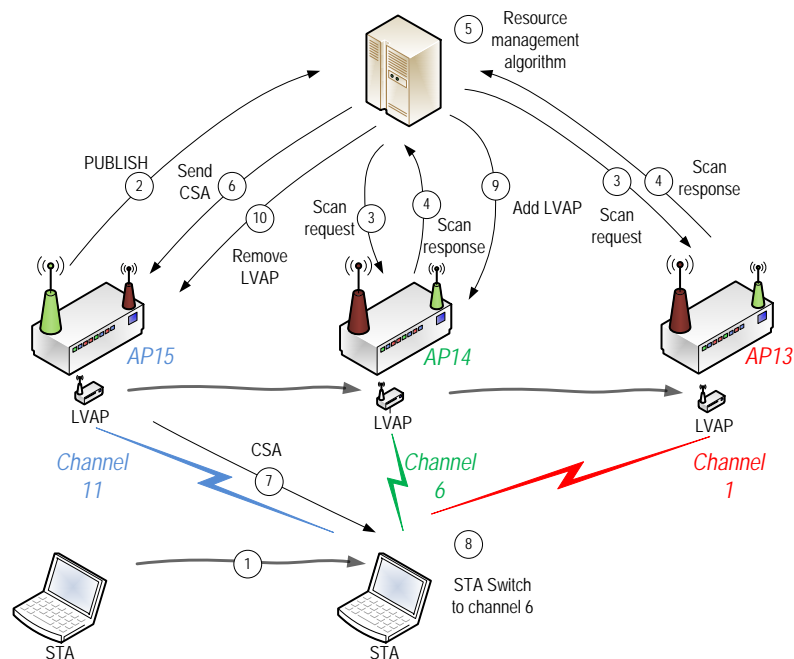 5
Resource
management
algorithm
PUBLISH
2
Send
CSA
6
10
Remove
LVAP
Scan
request
3
4
Scan
response
9
Add LVAP
3
Scan
request
4
Scan
response
AP15
AP14
AP13
LVAP
LVAP
LVAP
Channel
11
CSA
7
Channel
6
Channel
1
1
8
STA Switch
to channel 6
STA
STA